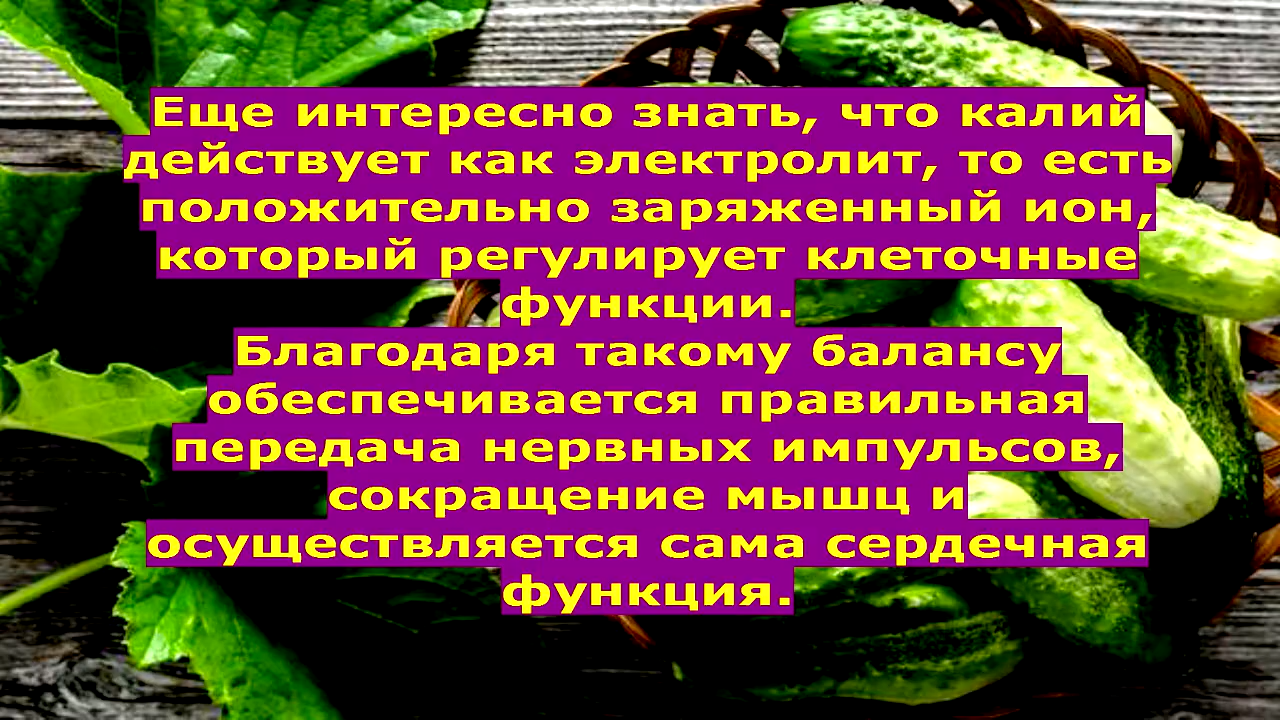 Еще интересно знать, что калий
действует как электролит, то есть
положительно заряженный ион,
который регулирует клеточные
функции.
Благодаря такому балансу
обеспечивается правильная
передача нервных импульсов,
сокращение мышц и
осуществляется сама сердечная
функция.